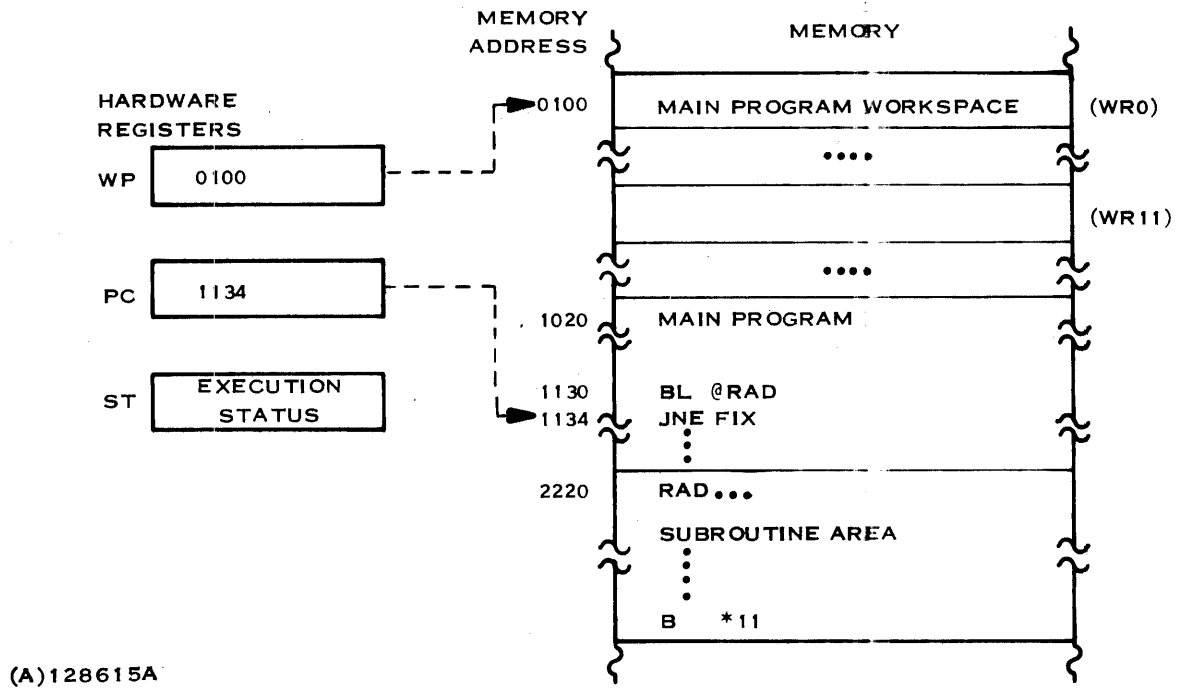 MEMORY
ADDRESS
MEMORY
HARDWARE
REGISTERS
0100
MAIN PROGRAM WORKSPACE
(WR0)
WP
0100
••••
(WR11)
PC
1134
••••
1020
MAIN PROGRAM
ST
EXECUTION
STATUS
1130
BL @RAD
1134
JNE FIX
2220
RAD•••
SUBROUTINE AREA
B *11
(A)128615A